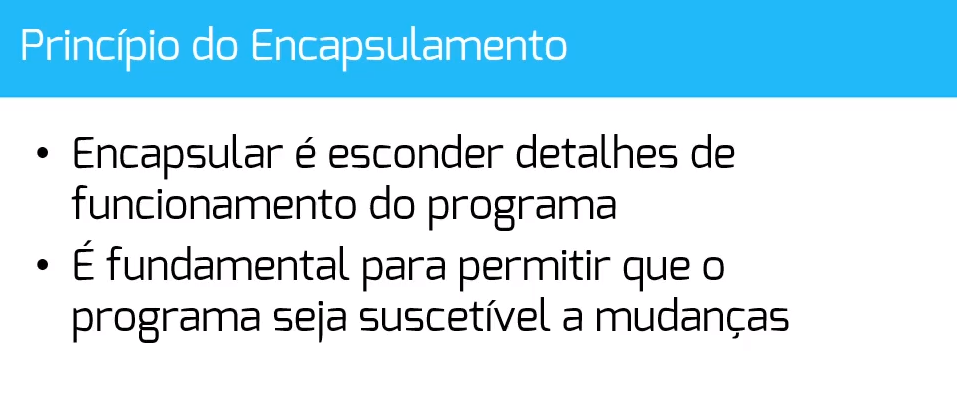 Princípio do Encapsulamento
• Encapsular é esconder detalhes de
funcionamento do programa
• É fundamental para permitir que o
programa seja suscetível a mudanças